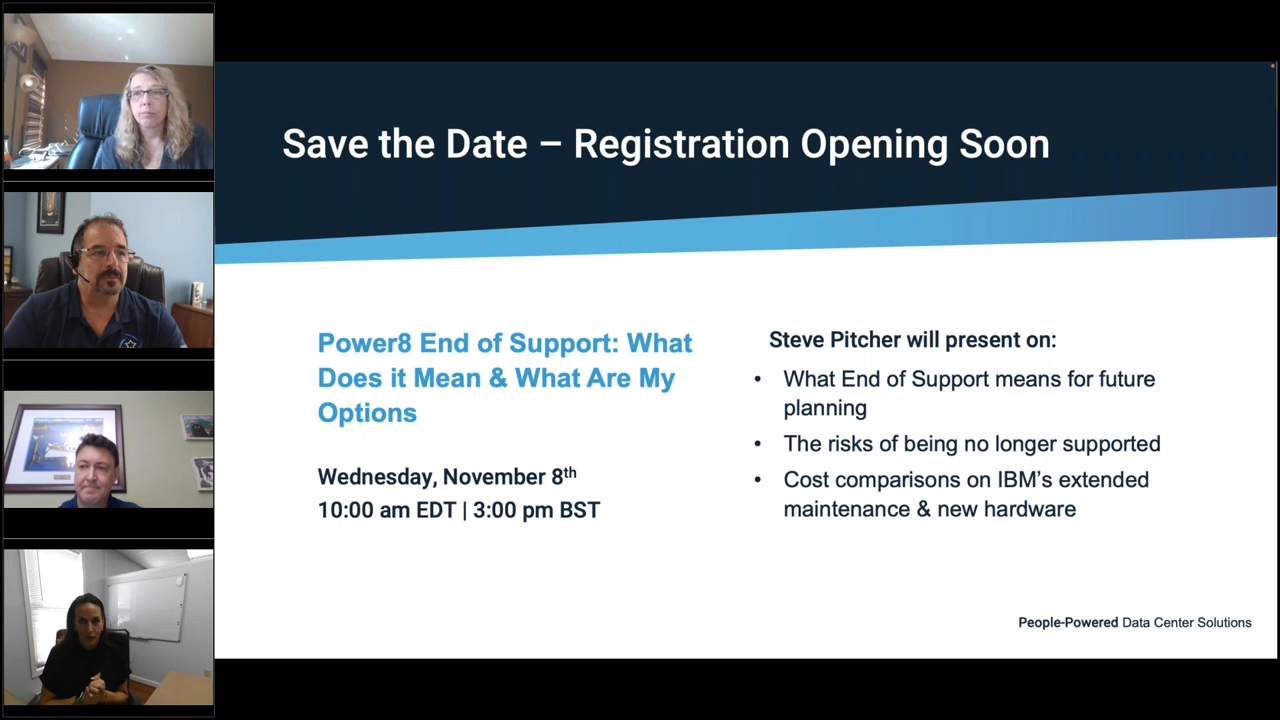 Save the Date – Registration Opening Soon
Power8 End of Support: What
Does it Mean & What Are My
Options
Wednesday, November 8th
10:00 am EDT | 3:00 pm BST
Steve Pitcher will present on:
• What End of Support means for future
planning
• The risks of being no longer supported
• Cost comparisons on IBM's extended
maintenance & new hardware
People-Powered Data Center Solutions